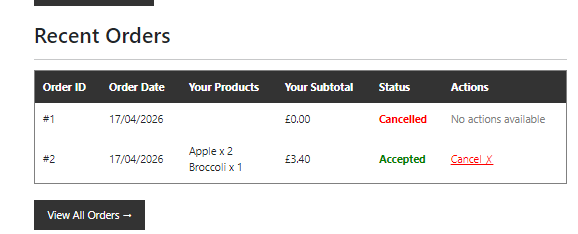 Recent Orders
Order ID Order Date Your Products Your Subtotal Status Actions
#1 17/04/2026 £0.00 Cancelled No actions available
#2 17/04/2026 Apple x 2 £3.40 Accepted Cancel X
Broccoli x 1
View All Orders →